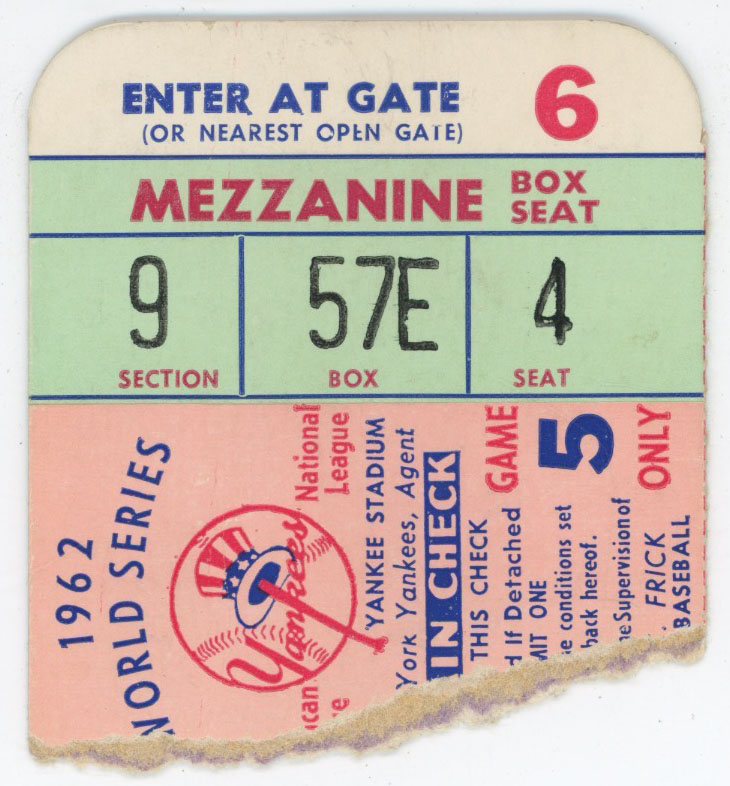 ENTER AT GATE 6
(OR NEAREST OPEN GATE)
MEZZANINE BOX SEAT
9 57E 4
SECTION BOX SEAT
1962
WORLD SERIES
Yankees
ican National
e League
YANKEE STADIUM
York Yankees, Agent
IN CHECK
THIS CHECK
GAME 5 ONLY
d If Detached
MIT ONE
e conditions set
back hereof.
e Supervision of
FRICK
BASEBALL